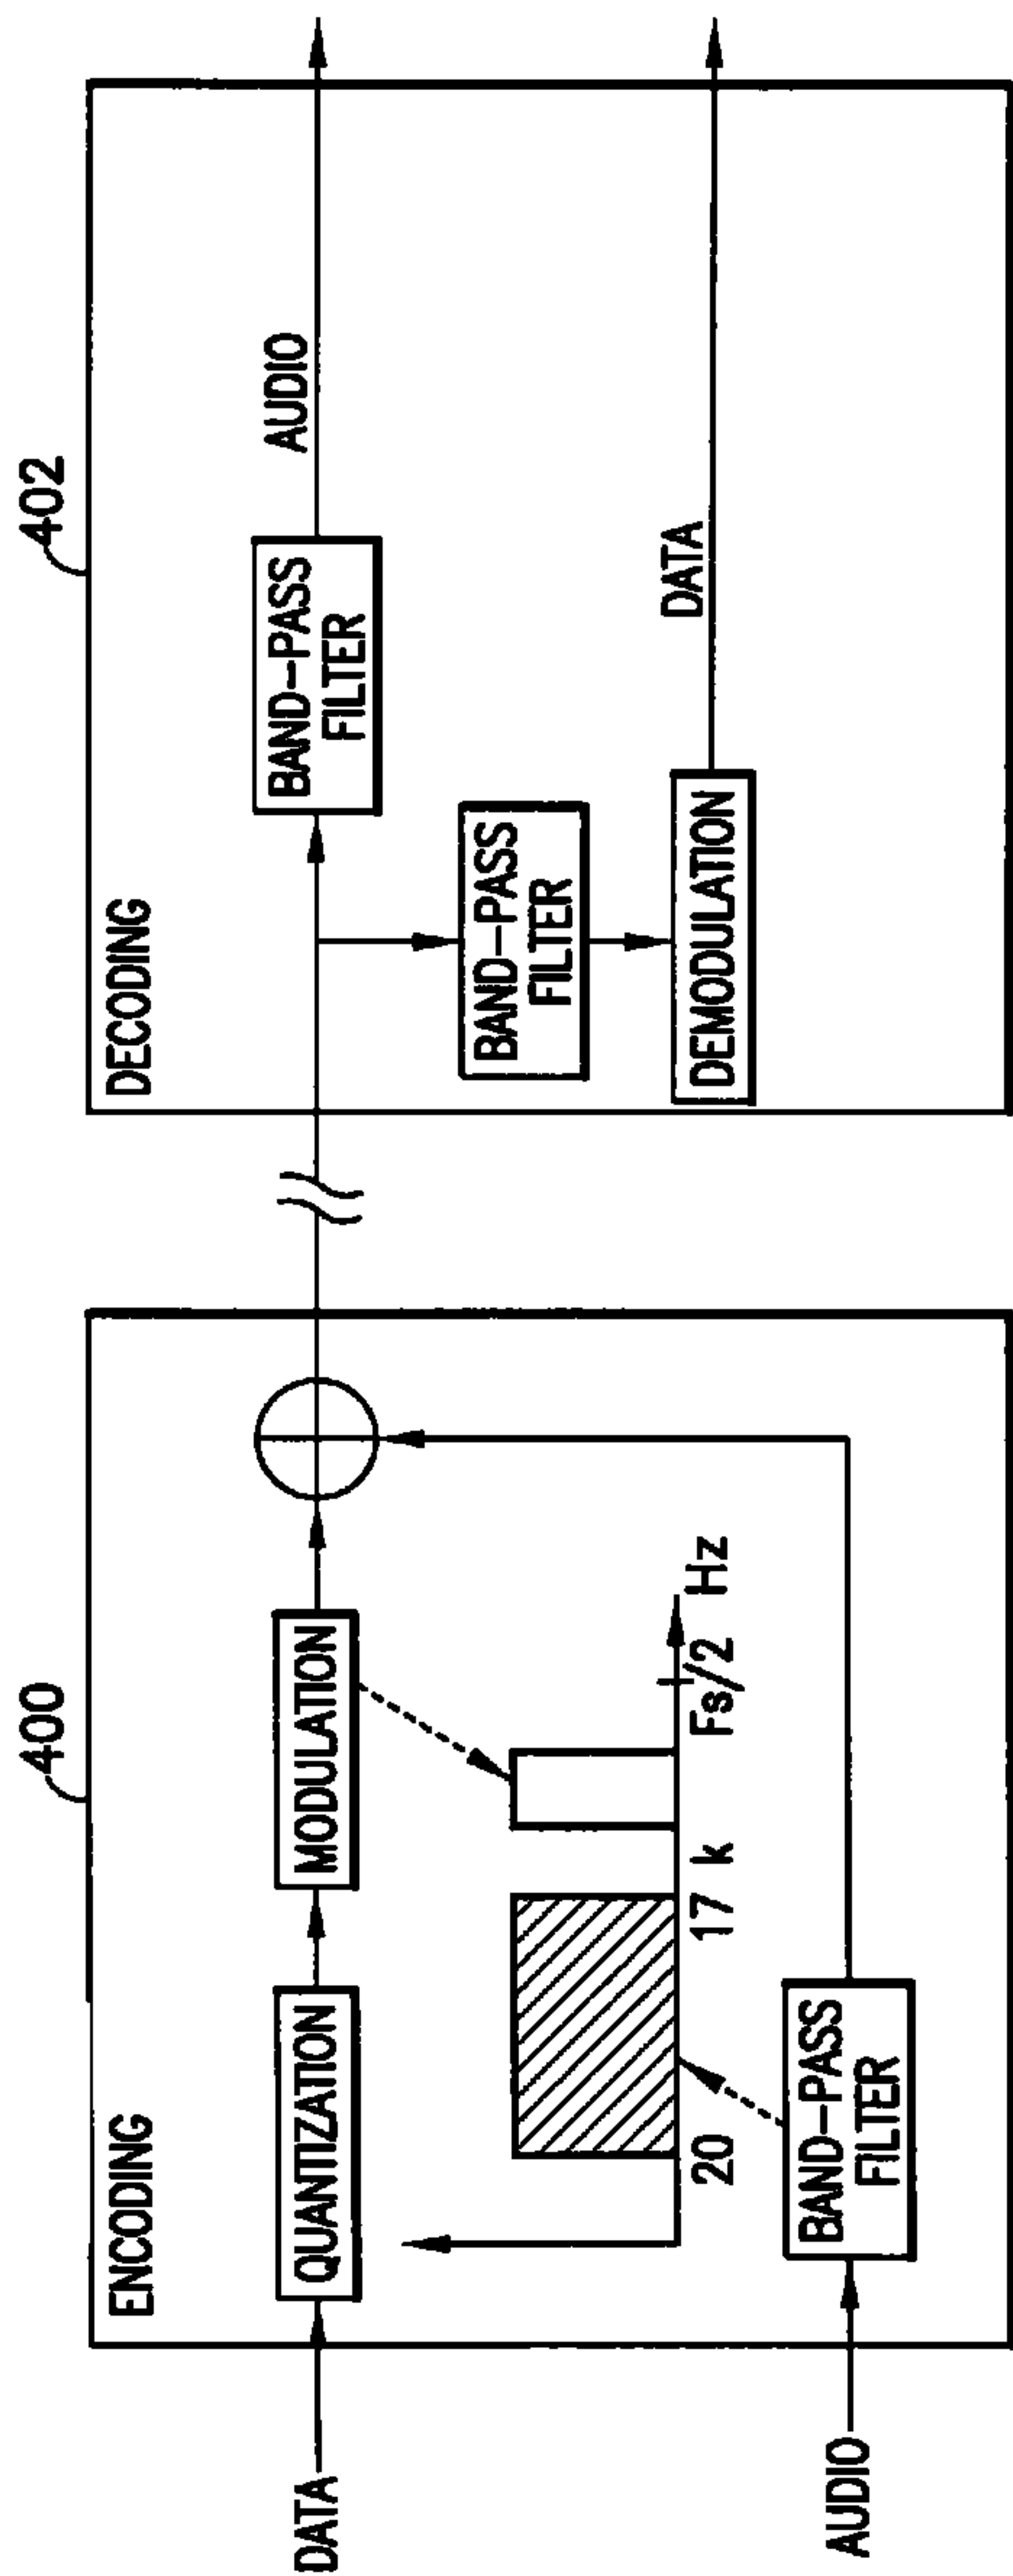 400
402
ENCODING
DECODING
DATA
QUANTIZATION
MODULATION
BAND-PASS
FILTER
AUDIO
BAND-PASS
FILTER
DEMODULATION
DATA
20
17 k
Fs/2
Hz
AUDIO
BAND-PASS
FILTER